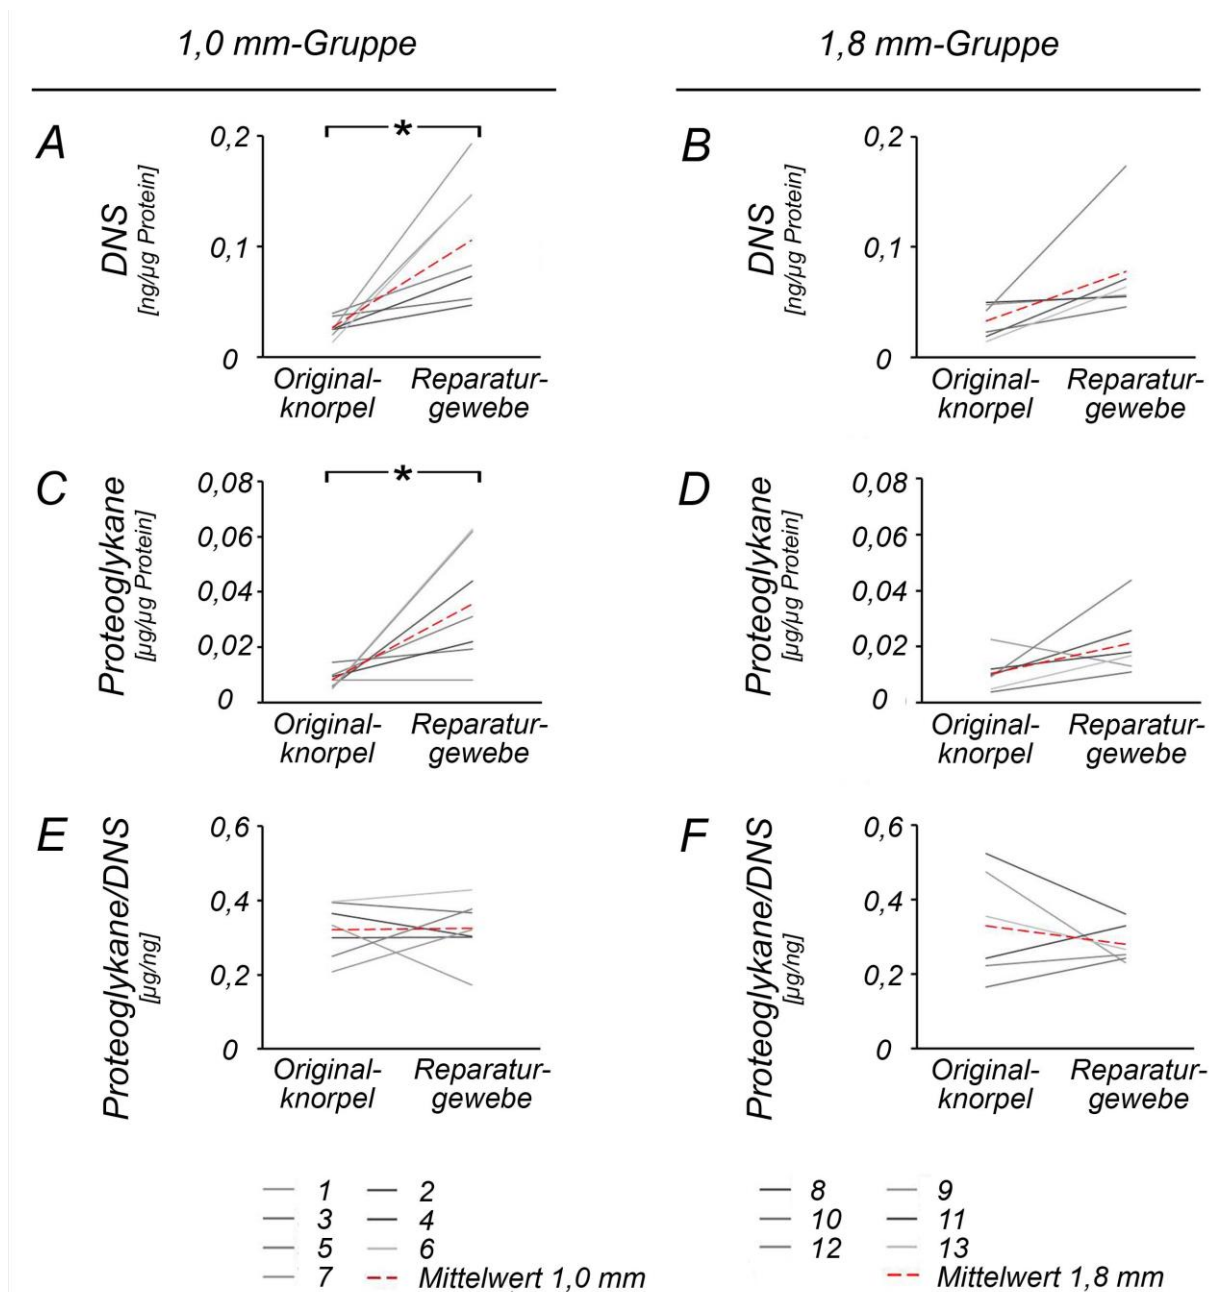 1,0 mm-Gruppe
1,8 mm-Gruppe
A
DNS
[ng/µg Protein]
0,2
0,1
0
*
Original-
knorpel
Reparatur-
gewebe
B
DNS
[ng/µg Protein]
0,2
0,1
0
Original-
knorpel
Reparatur-
gewebe
C
Proteoglykane
[µg/µg Protein]
0,08
0,06
0,04
0,02
0
*
Original-
knorpel
Reparatur-
gewebe
D
Proteoglykane
[µg/µg Protein]
0,08
0,06
0,04
0,02
0
Original-
knorpel
Reparatur-
gewebe
E
Proteoglykane/DNS
[µg/ng]
0,6
0,4
0,2
0
Original-
knorpel
Reparatur-
gewebe
F
Proteoglykane/DNS
[µg/ng]
0,6
0,4
0,2
0
Original-
knorpel
Reparatur-
gewebe
1 2
3 4
5 6
7 Mittelwert 1,0 mm
8 9
10 11
12 13
Mittelwert 1,8 mm